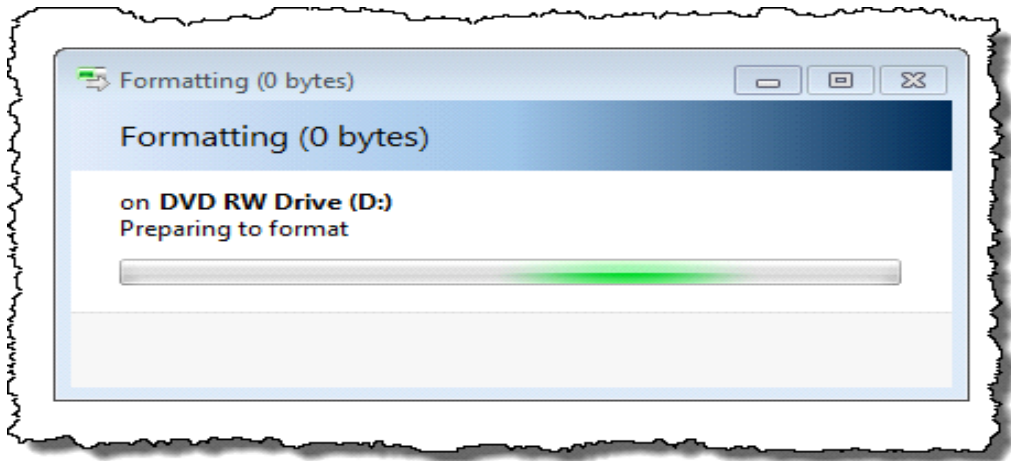 Formatting (0 bytes)
Formatting (0 bytes)
on DVD RW Drive (D:)
Preparing to format